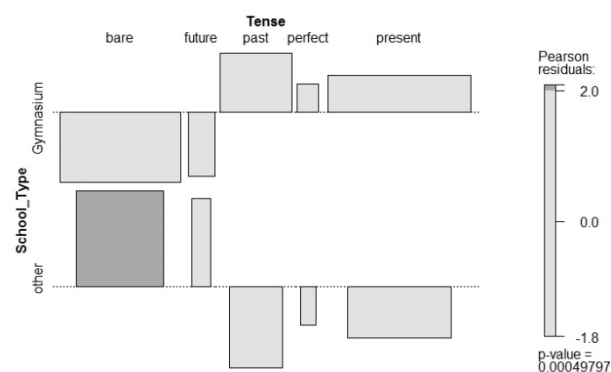 Tense
bare future past perfect present
School_Type
Gymnasium
other
Pearson
residuals:
2.0
0.0
-1.8
p-value =
0.00049797